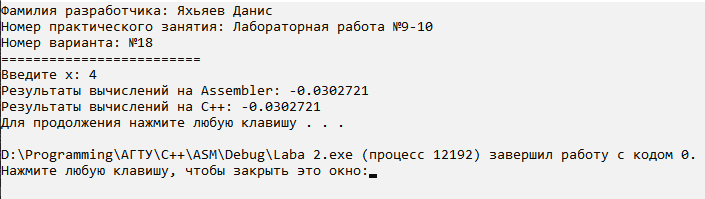 Фамилия разработчика: Яхьяев Данис
Номер практического занятия: Лабораторная работа №9-10
Номер варианта: №18
=========================
Введите x: 4
Результаты вычислений на Assembler: -0.0302721
Результаты вычислений на C++: -0.0302721
Для продолжения нажмите любую клавишу . . .
D:\Programming\АГТУ\C++\ASM\Debug\Laba 2.exe (процесс 12192) завершил работу с кодом 0.
Нажмите любую клавишу, чтобы закрыть это окно: